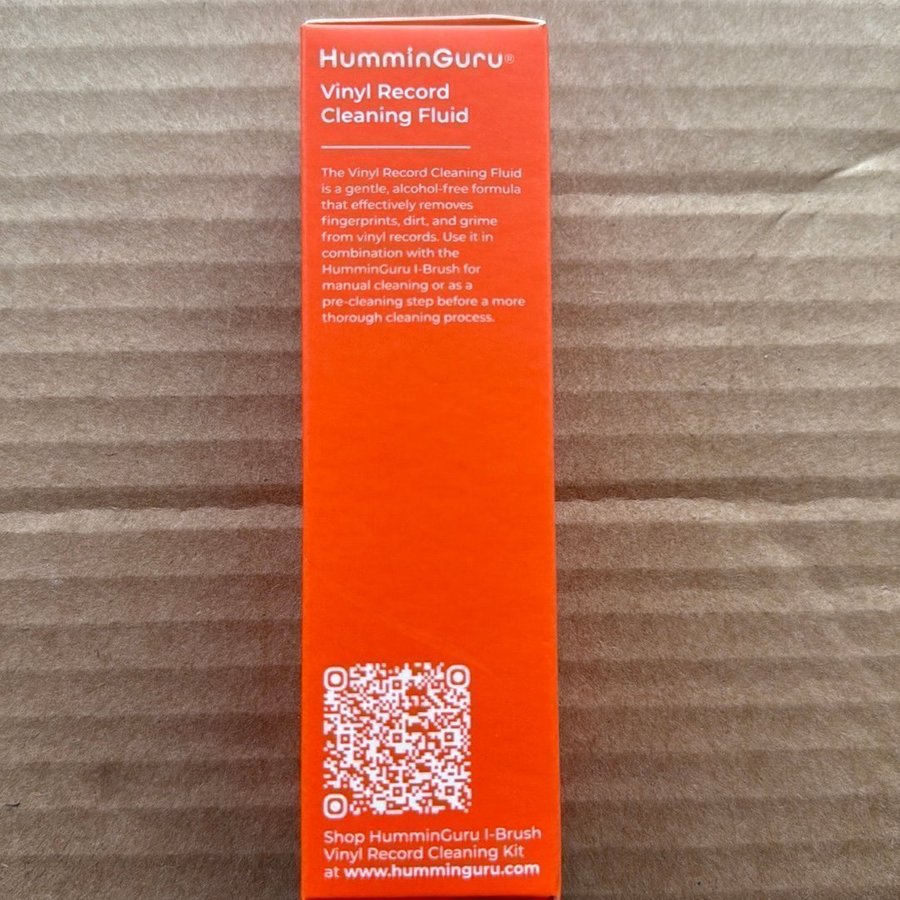 HumminGuru®
Vinyl Record
Cleaning Fluid
The Vinyl Record Cleaning Fluid
is a gentle, alcohol-free formula
that effectively removes
fingerprints, dirt, and grime
from vinyl records. Use it in
combination with the
HumminGuru I-Brush for
manual cleaning or as a
pre-cleaning step before a more
thorough cleaning process.
Shop HumminGuru I-Brush
Vinyl Record Cleaning Kit
at www.humminguru.com